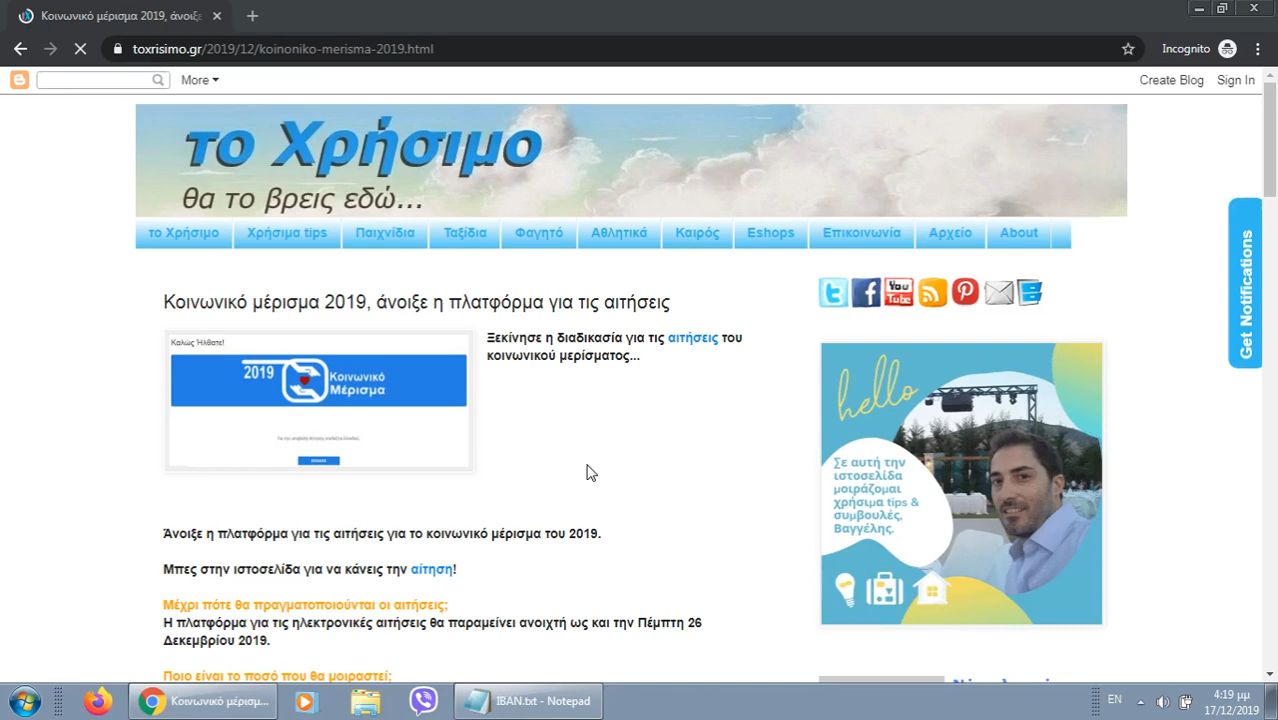 Κοινωνικό μέρισμα 2019, άνοιξε
toxrisimo.gr/2019/12/koinoniko-merisma-2019.html
Incognito
More
Create Blog
Sign In
το Χρήσιμο
θα το βρεις εδώ...
το Χρήσιμο
Χρήσιμα tips
Παιχνίδια
Ταξίδια
Φαγητό
Αθλητικά
Καιρός
Eshops
Επικοινωνία
Αρχείο
About
Get Notifications
Κοινωνικό μέρισμα 2019, άνοιξε η πλατφόρμα για τις αιτήσεις
You
Tube
Καλώς Ήλθατε!
2019
Κοινωνικό
Μέρισμα
Ξεκίνησε η διαδικασία για τις αιτήσεις του
κοινωνικού μερίσματος...
hello
Σε αυτή την
ιστοσελίδα
μοιράζομαι
χρήσιμα tips &
συμβουλές,
Βαγγέλης.
Άνοιξε η πλατφόρμα για τις αιτήσεις για το κοινωνικό μέρισμα του 2019.
Μπες στην ιστοσελίδα για να κάνεις την αίτηση!
Μέχρι πότε θα πραγματοποιούνται οι αιτήσεις;
Η πλατφόρμα για τις ηλεκτρονικές αιτήσεις θα παραμείνει ανοιχτή ως και την Πέμπτη 26
Δεκεμβρίου 2019.
Ποιο είναι το ποσό που θα μοιραστεί;
Κοινωνικό μέρισμ...
IBAN.txt - Notepad
EN
4:19 μμ
17/12/2019